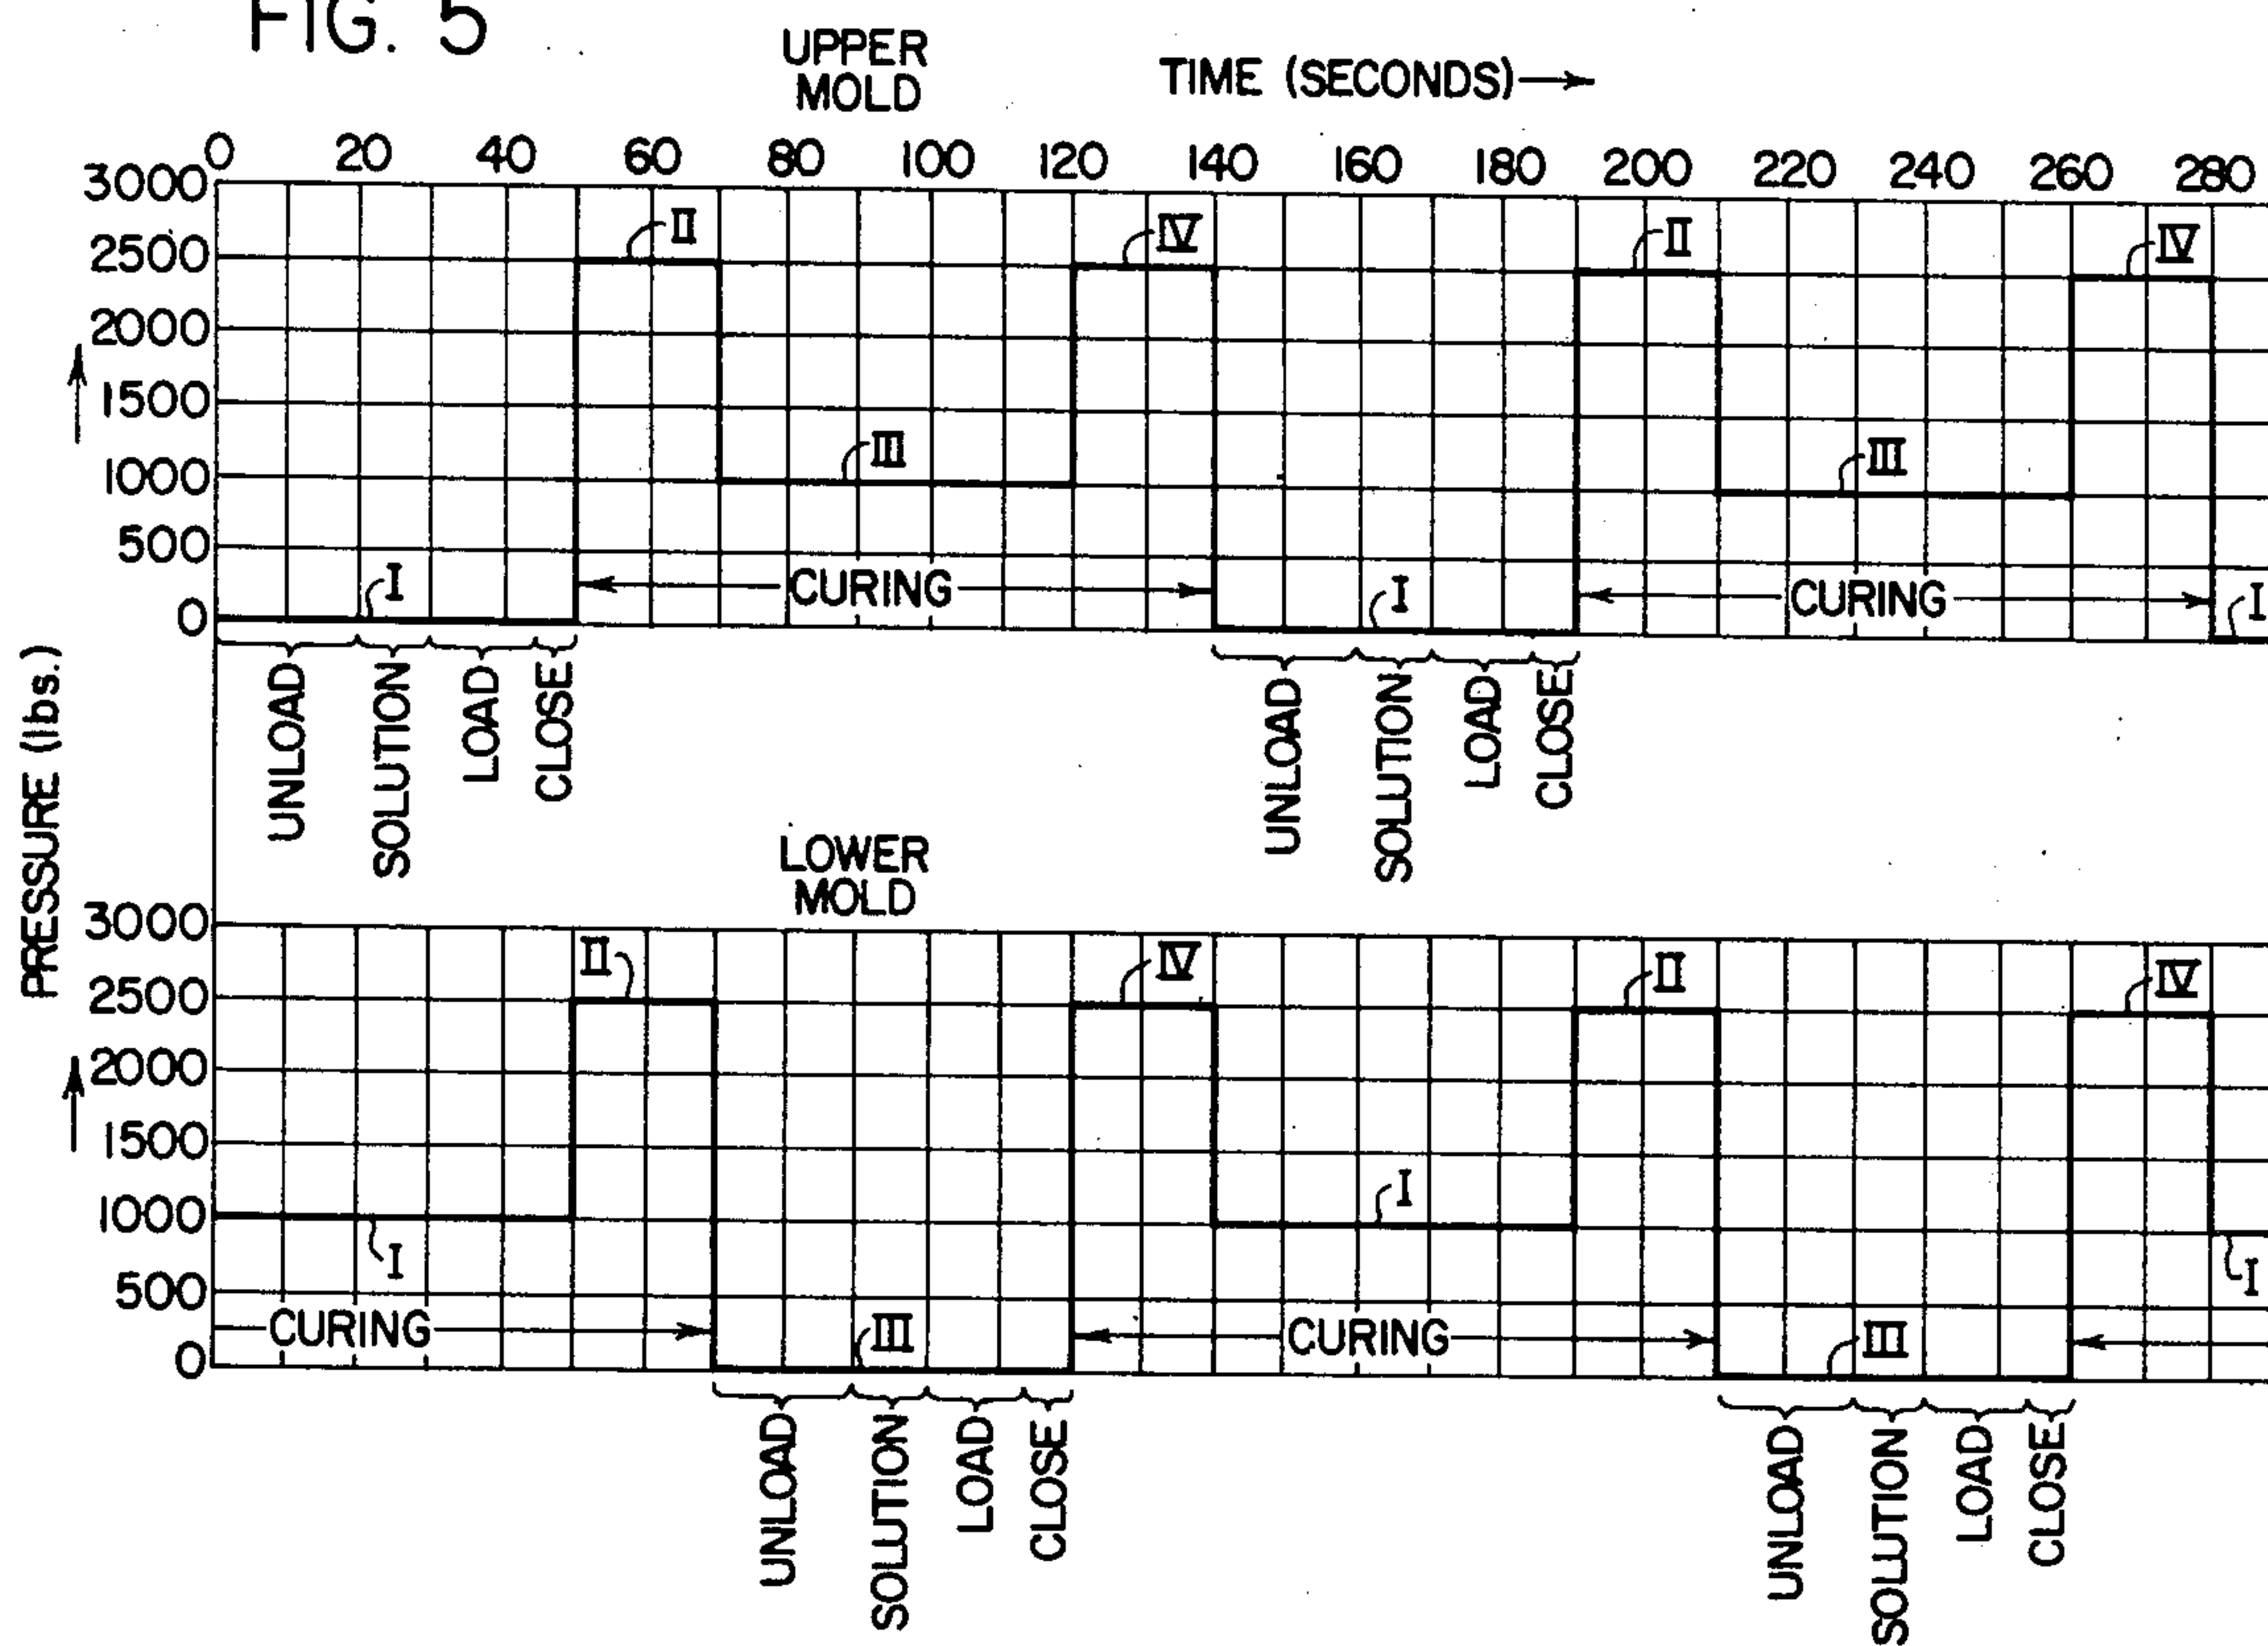 FIG. 5
UPPER
MOLD
TIME (SECONDS)
0 20 40 60 80 100 120 140 160 180 200 220 240 260 280
3000
2500
2000
1500
1000
500
0
II
IV
II
IV
III
III
I
CURING
I
CURING
I
UNLOAD
SOLUTION
LOAD
CLOSE
UNLOAD
SOLUTION
LOAD
CLOSE
PRESSURE (lbs.)
LOWER
MOLD
3000
2500
2000
1500
1000
500
0
II
IV
II
IV
I
I
I
CURING
III
CURING
III
UNLOAD
SOLUTION
LOAD
CLOSE
UNLOAD
SOLUTION
LOAD
CLOSE